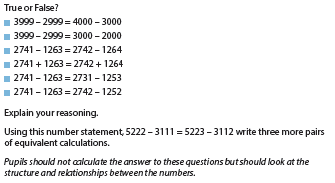 True or False?
3999 – 2999 = 4000 – 3000
3999 – 2999 = 3000 – 2000
2741 – 1263 = 2742 – 1264
2741 + 1263 = 2742 + 1264
2741 – 1263 = 2731 – 1253
2741 – 1263 = 2742 – 1252
Explain your reasoning.
Using this number statement, 5222 – 3111 = 5223 – 3112 write three more pairs
of equivalent calculations.
Pupils should not calculate the answer to these questions but should look at the
structure and relationships between the numbers.